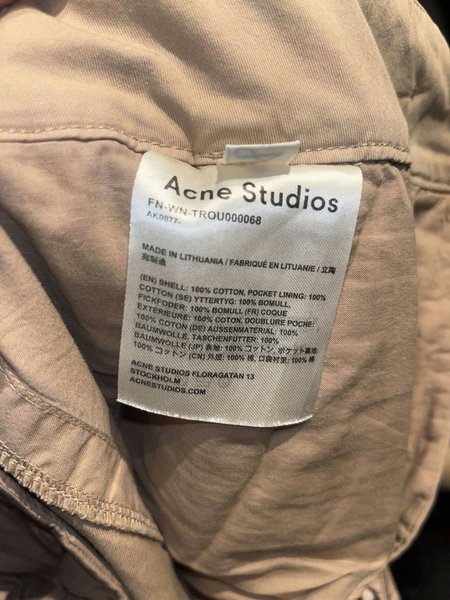 Acne Studios
FN-WN-TROU000068
AK0077-
MADE IN LITHUANIA / FABRIQUÉ EN LITUANIE / 立陶
宛制造
(EN) SHELL: 100% COTTON, POCKET LINING: 100%
COTTON (SE) YTTERTYG: 100% BOMULL,
FICKFODER: 100% BOMULL (FR) COQUE
EXTERIEURE: 100% COTON, DOUBLURE POCHE:
100% COTON (DE) AUSSENMATERIAL: 100%
BAUMWOLLE, TASCHENFUTTER: 100%
BAUMWOLLE (JP) 表地: 100% コットン, ポケット裏地:
100% コットン (CN) 外层: 100% 棉, 口袋衬里: 100% 棉
ACNE STUDIOS FLORAGATAN 13
STOCKHOLM
ACNESTUDIOS.COM